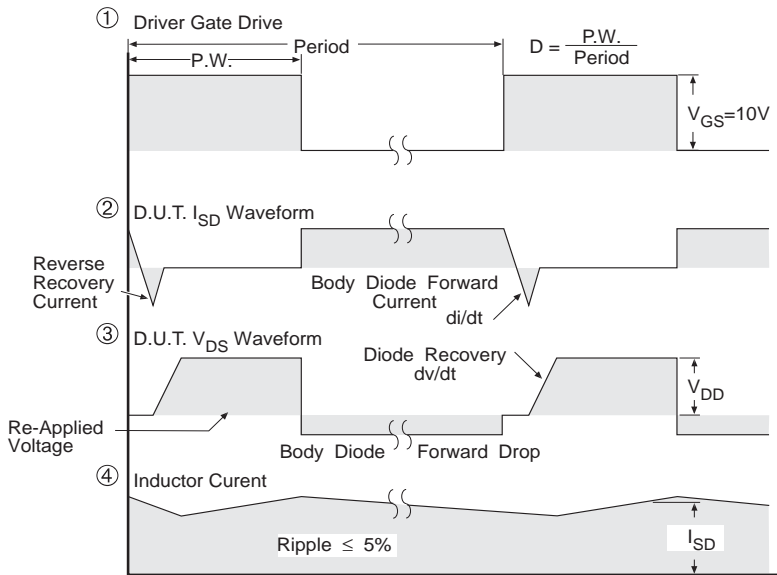 ① Driver Gate Drive
Period
P.W.
D = P.W. / Period
V_GS=10V
② D.U.T. I_SD Waveform
Reverse
Recovery
Current
Body Diode Forward
Current
di/dt
③ D.U.T. V_DS Waveform
Diode Recovery
dv/dt
V_DD
Re-Applied
Voltage
Body Diode Forward Drop
④ Inductor Curent
Ripple ≤ 5%
I_SD